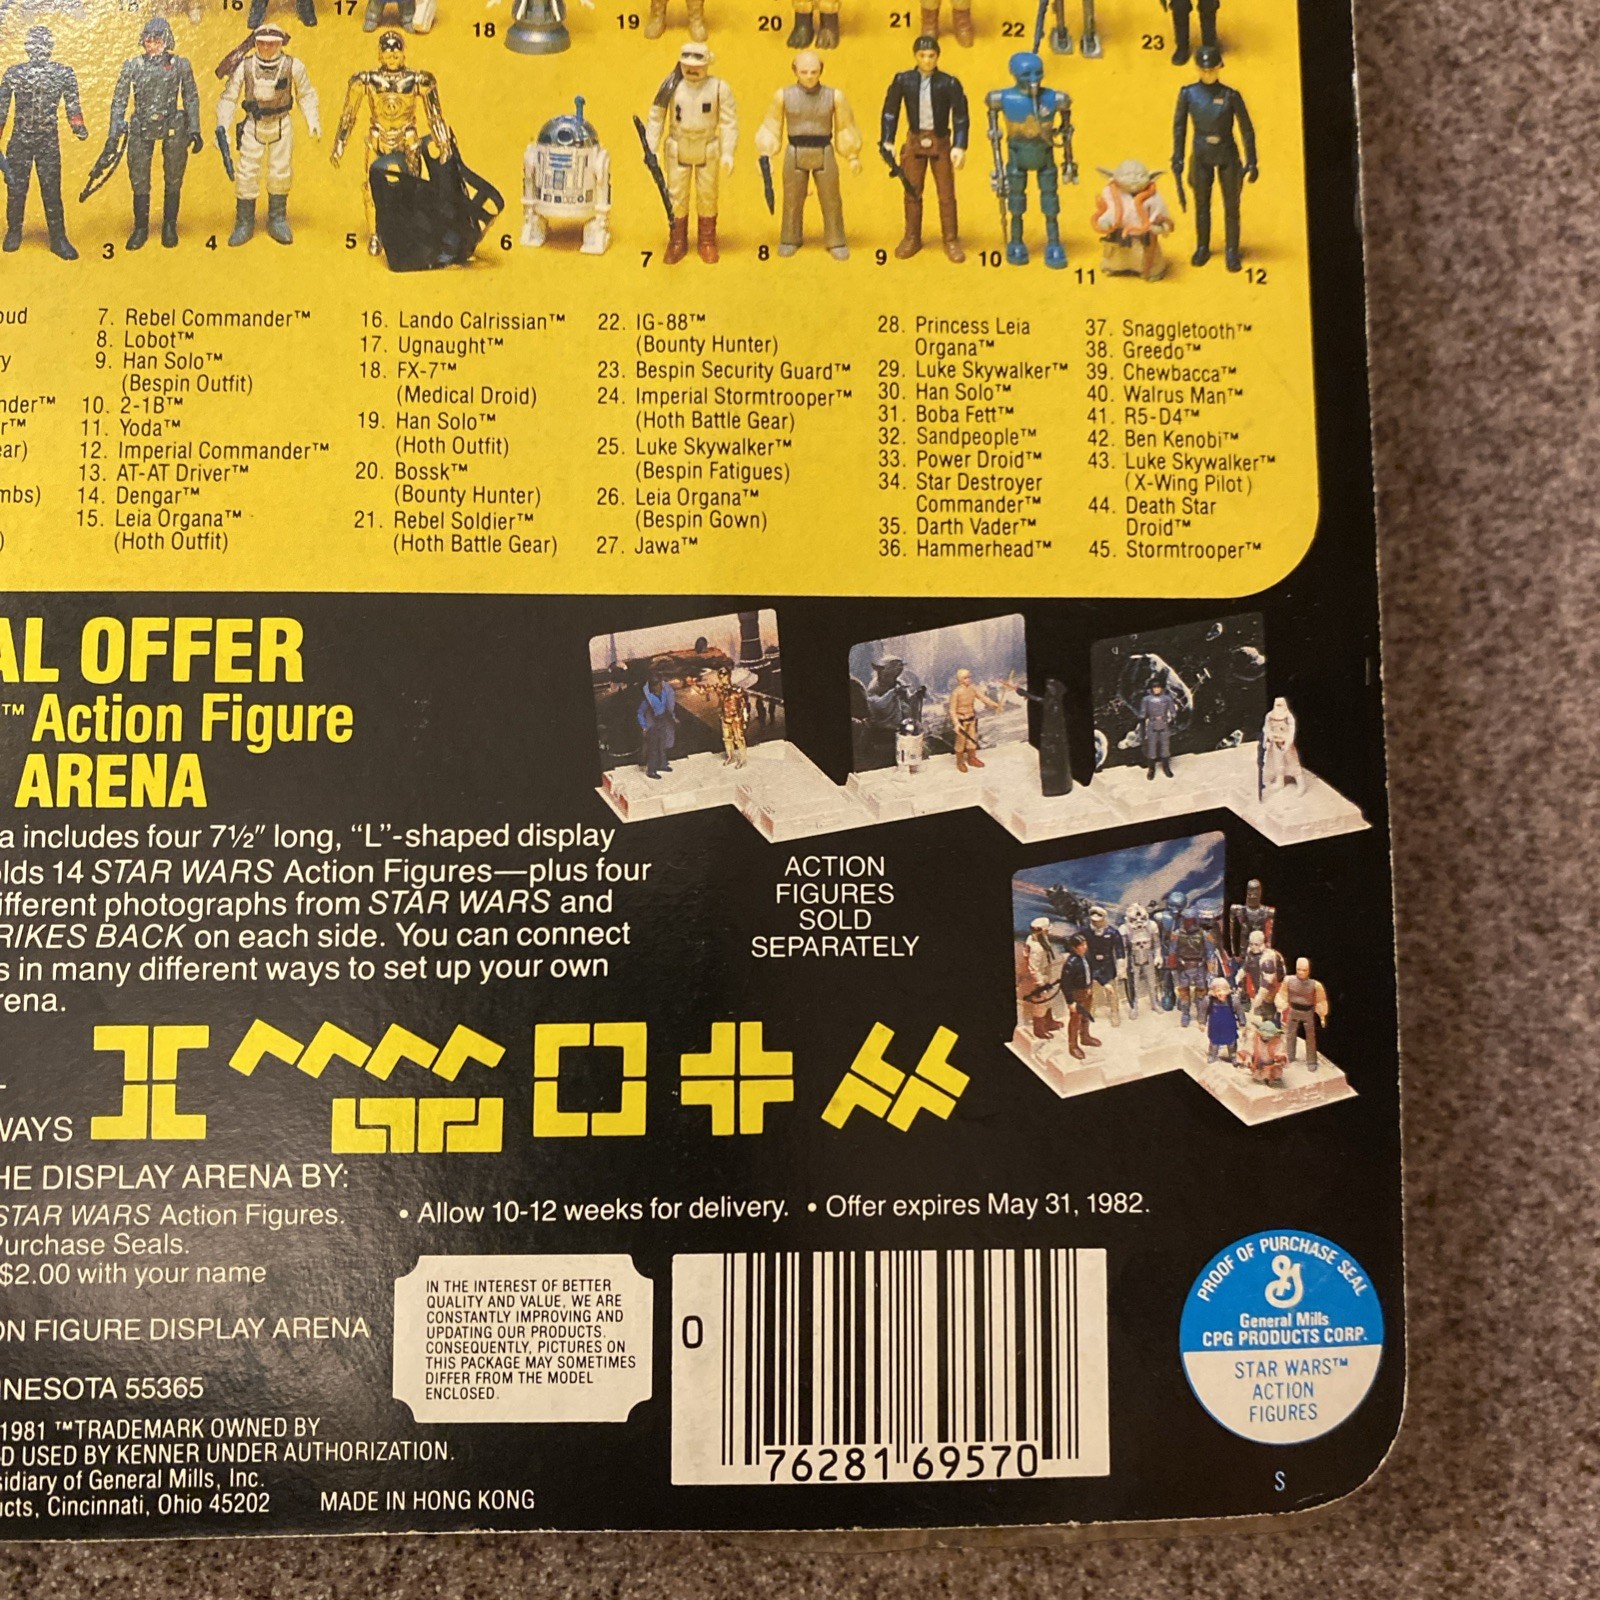 16
17
18
19
20
21
22
23
3
4
5
6
7
8
9
10
11
12
oud
y
nder™
r™
ear)
mbs)
)
7. Rebel Commander™
8. Lobot™
9. Han Solo™
(Bespin Outfit)
10. 2-1B™
11. Yoda™
12. Imperial Commander™
13. AT-AT Driver™
14. Dengar™
15. Leia Organa™
(Hoth Outfit)
16. Lando Calrissian™
17. Ugnaught™
18. FX-7™
(Medical Droid)
19. Han Solo™
(Hoth Outfit)
20. Bossk™
(Bounty Hunter)
21. Rebel Soldier™
(Hoth Battle Gear)
22. IG-88™
(Bounty Hunter)
23. Bespin Security Guard™
24. Imperial Stormtrooper™
(Hoth Battle Gear)
25. Luke Skywalker™
(Bespin Fatigues)
26. Leia Organa™
(Bespin Gown)
27. Jawa™
28. Princess Leia
Organa™
29. Luke Skywalker™
30. Han Solo™
31. Boba Fett™
32. Sandpeople™
33. Power Droid™
34. Star Destroyer
Commander™
35. Darth Vader™
36. Hammerhead™
37. Snaggletooth™
38. Greedo™
39. Chewbacca™
40. Walrus Man™
41. R5-D4™
42. Ben Kenobi™
43. Luke Skywalker™
(X-Wing Pilot)
44. Death Star
Droid™
45. Stormtrooper™
AL OFFER
™ Action Figure
ARENA
a includes four 7½" long, "L"-shaped display
olds 14 STAR WARS Action Figures—plus four
ifferent photographs from STAR WARS and
RIKES BACK on each side. You can connect
s in many different ways to set up your own
rena.
ACTION
FIGURES
SOLD
SEPARATELY
WAYS
HE DISPLAY ARENA BY:
STAR WARS Action Figures.
Purchase Seals.
$2.00 with your name
• Allow 10-12 weeks for delivery. • Offer expires May 31, 1982.
ON FIGURE DISPLAY ARENA
NNESOTA 55365
1981 ™TRADEMARK OWNED BY
D USED BY KENNER UNDER AUTHORIZATION.
sidiary of General Mills, Inc.
ucts, Cincinnati, Ohio 45202
MADE IN HONG KONG
IN THE INTEREST OF BETTER
QUALITY AND VALUE, WE ARE
CONSTANTLY IMPROVING AND
UPDATING OUR PRODUCTS.
CONSEQUENTLY, PICTURES ON
THIS PACKAGE MAY SOMETIMES
DIFFER FROM THE MODEL
ENCLOSED.
0
76281 69570
PROOF OF PURCHASE SEAL
G
General Mills
CPG PRODUCTS CORP.
STAR WARS™
ACTION
FIGURES
S